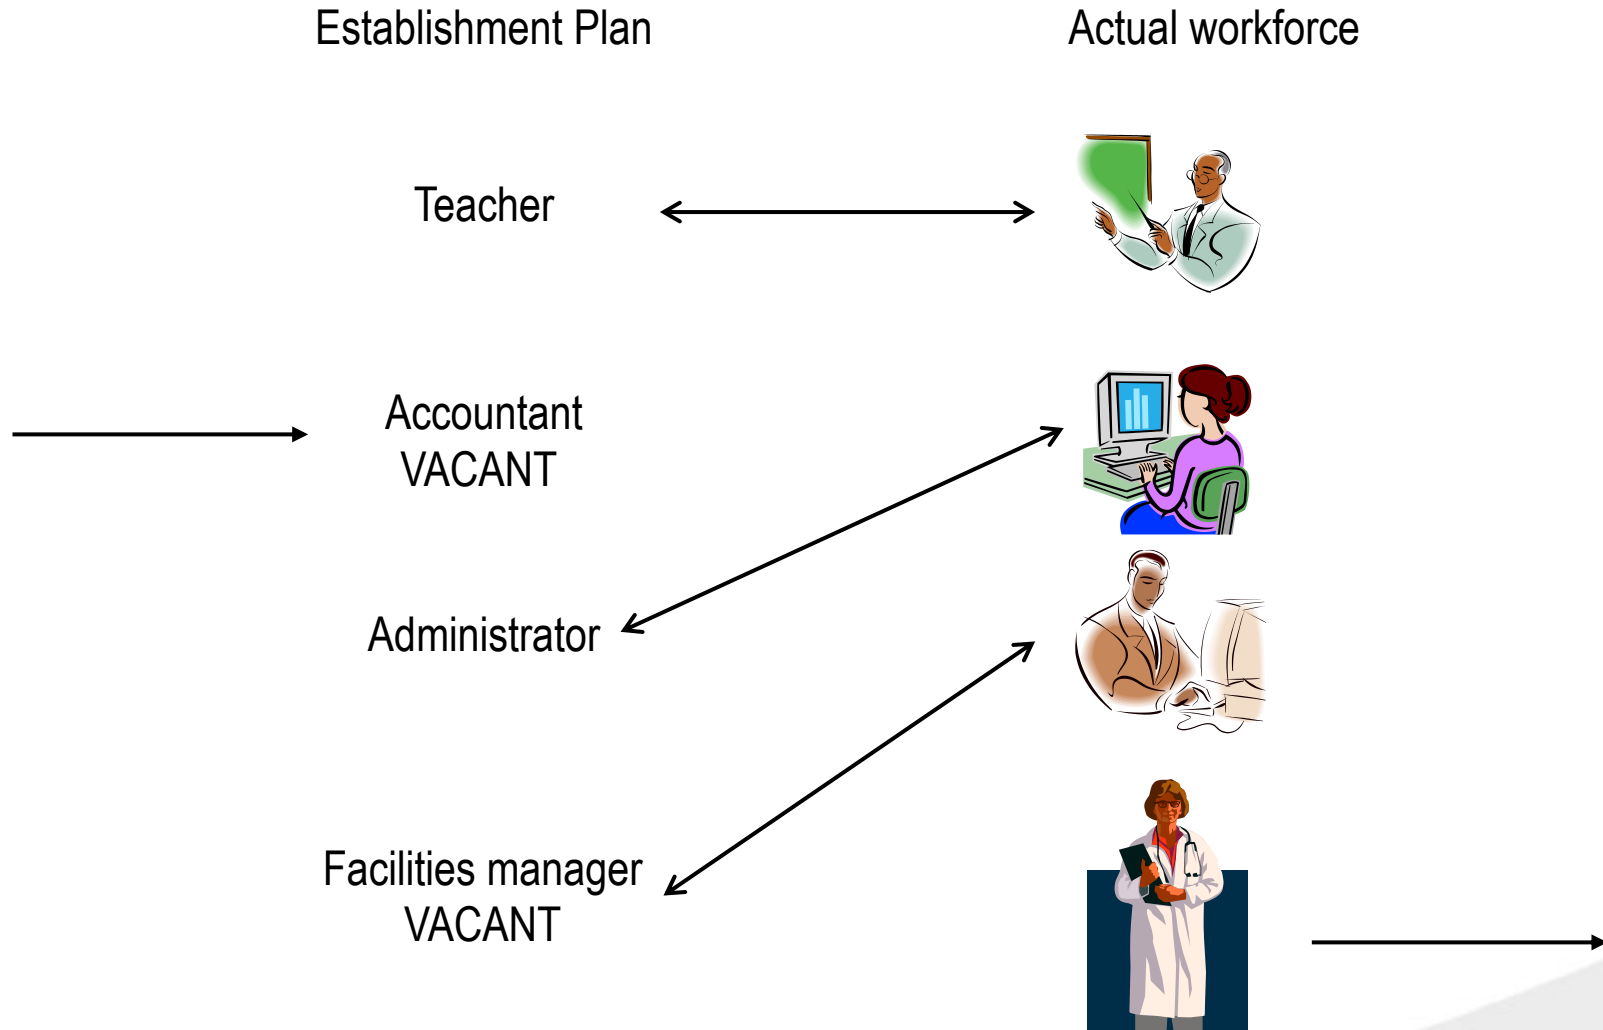 Establishment Plan
Actual workforce
Teacher
Accountant
VACANT
Administrator
Facilities manager
VACANT